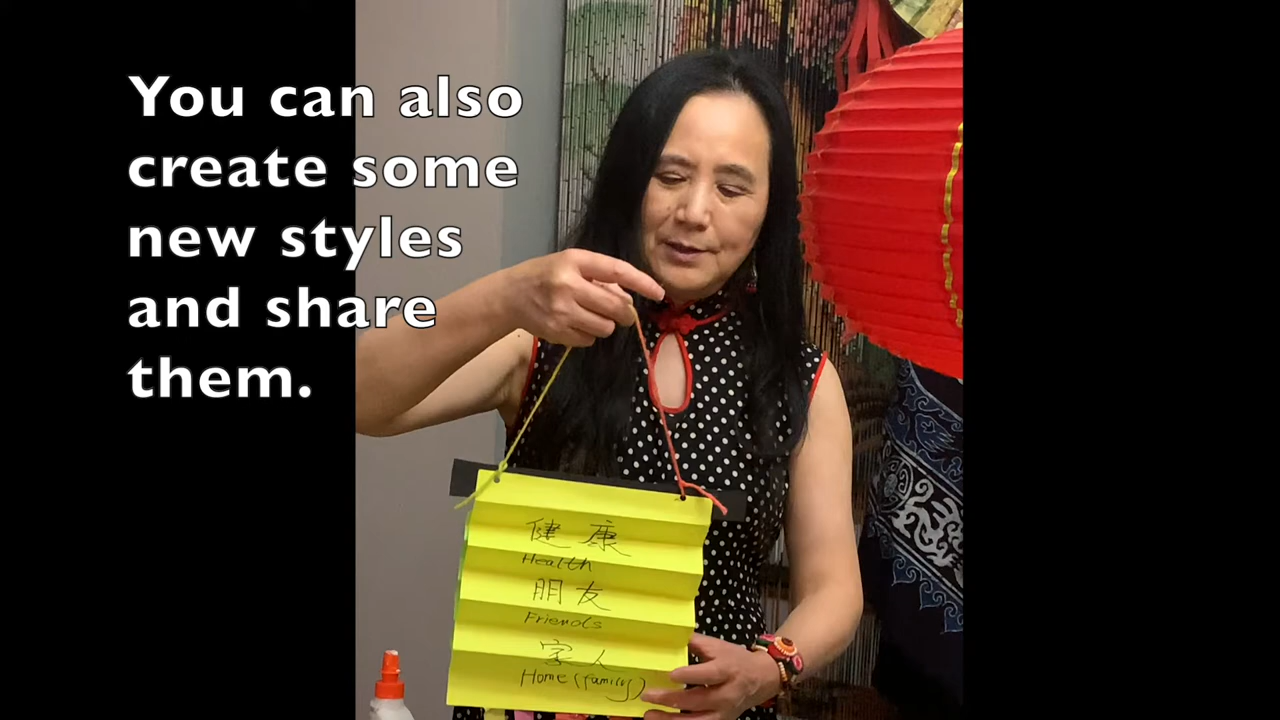 You can also
create some
new styles
and share
them.
健康
Health
朋友
Friends
家人
Home (family)